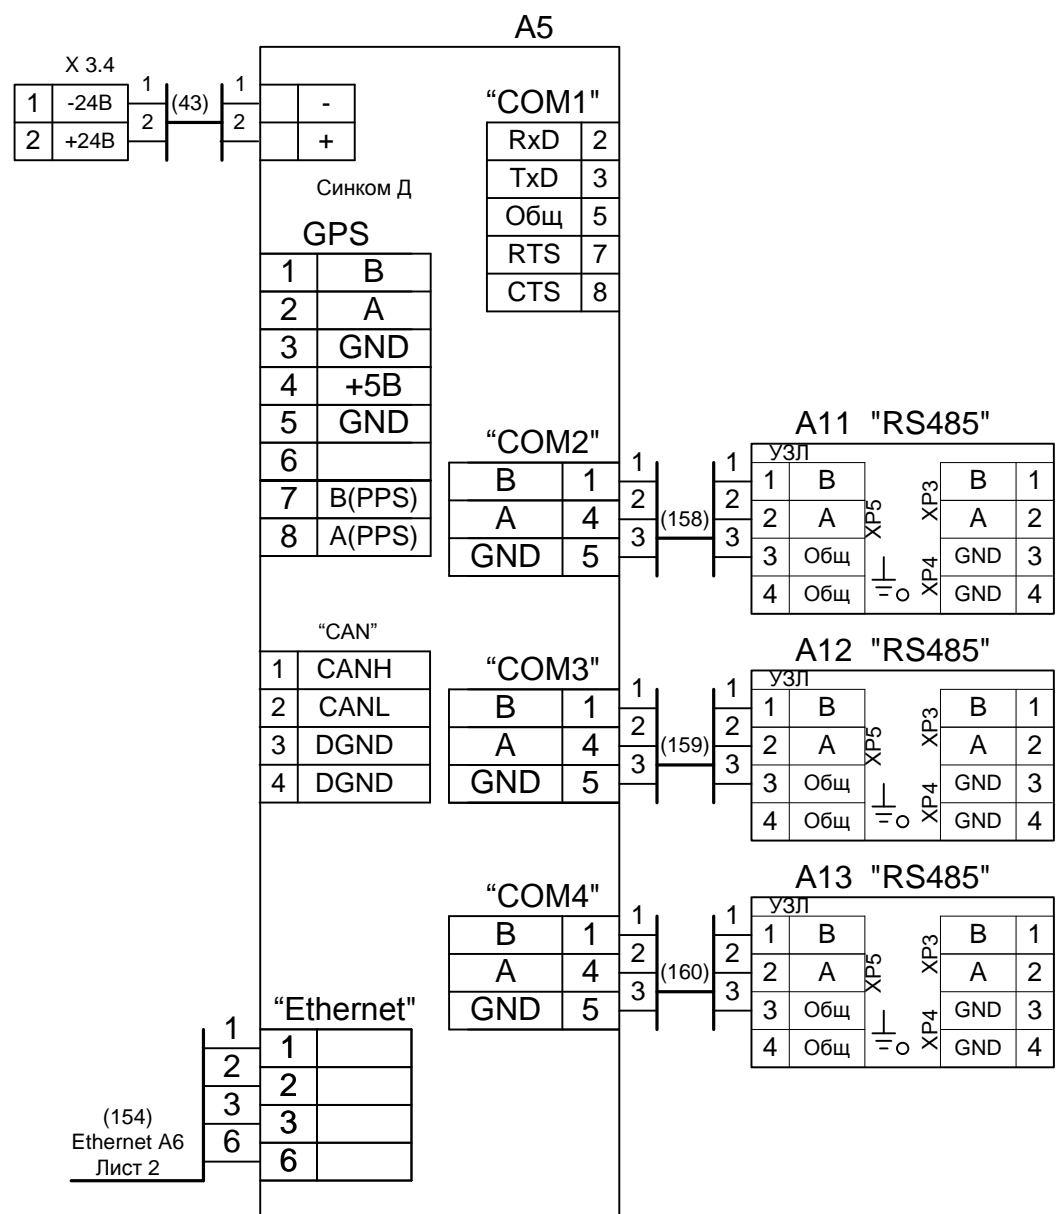 A5
X 3.4
1 -24В 1 (43) 1 -
2 +24В 2 2 +
Синком Д
“COM1"
RxD 2
TxD 3
Общ 5
RTS 7
CTS 8
GPS
1 B
2 A
3 GND
4 +5В
5 GND
6
7 B(PPS)
8 A(PPS)
“COM2"
B 1
A 4
GND 5
1 1
2 2
3 (158) 3
A11 "RS485"
УЗЛ
1 B
2 A
3 Общ
4 Общ
XP5
XP3
XP4
B 1
A 2
GND 3
GND 4
“CAN”
1 CANH
2 CANL
3 DGND
4 DGND
“COM3"
B 1
A 4
GND 5
1 1
2 2
3 (159) 3
A12 "RS485"
УЗЛ
1 B
2 A
3 Общ
4 Общ
XP5
XP3
XP4
B 1
A 2
GND 3
GND 4
“COM4"
B 1
A 4
GND 5
1 1
2 2
3 (160) 3
A13 "RS485"
УЗЛ
1 B
2 A
3 Общ
4 Общ
XP5
XP3
XP4
B 1
A 2
GND 3
GND 4
“Ethernet"
1 1
2 2
3 3
6 6
(154)
Ethernet A6
Лист 2